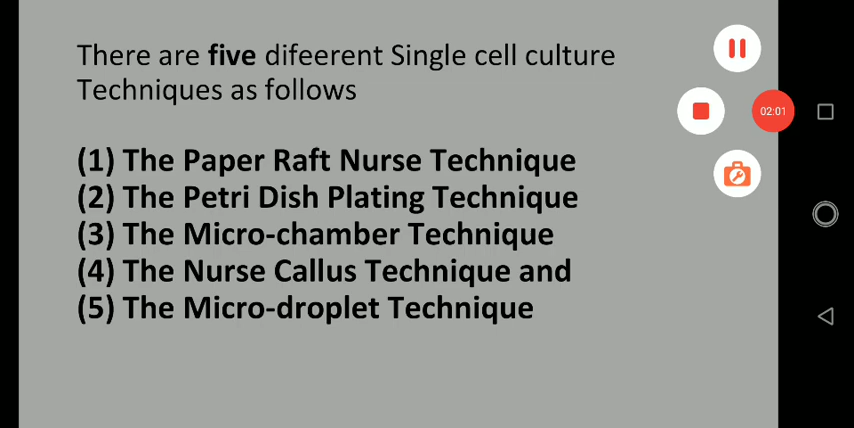 There are five difeerent Single cell culture
Techniques as follows
(1) The Paper Raft Nurse Technique
(2) The Petri Dish Plating Technique
(3) The Micro-chamber Technique
(4) The Nurse Callus Technique and
(5) The Micro-droplet Technique
02:01